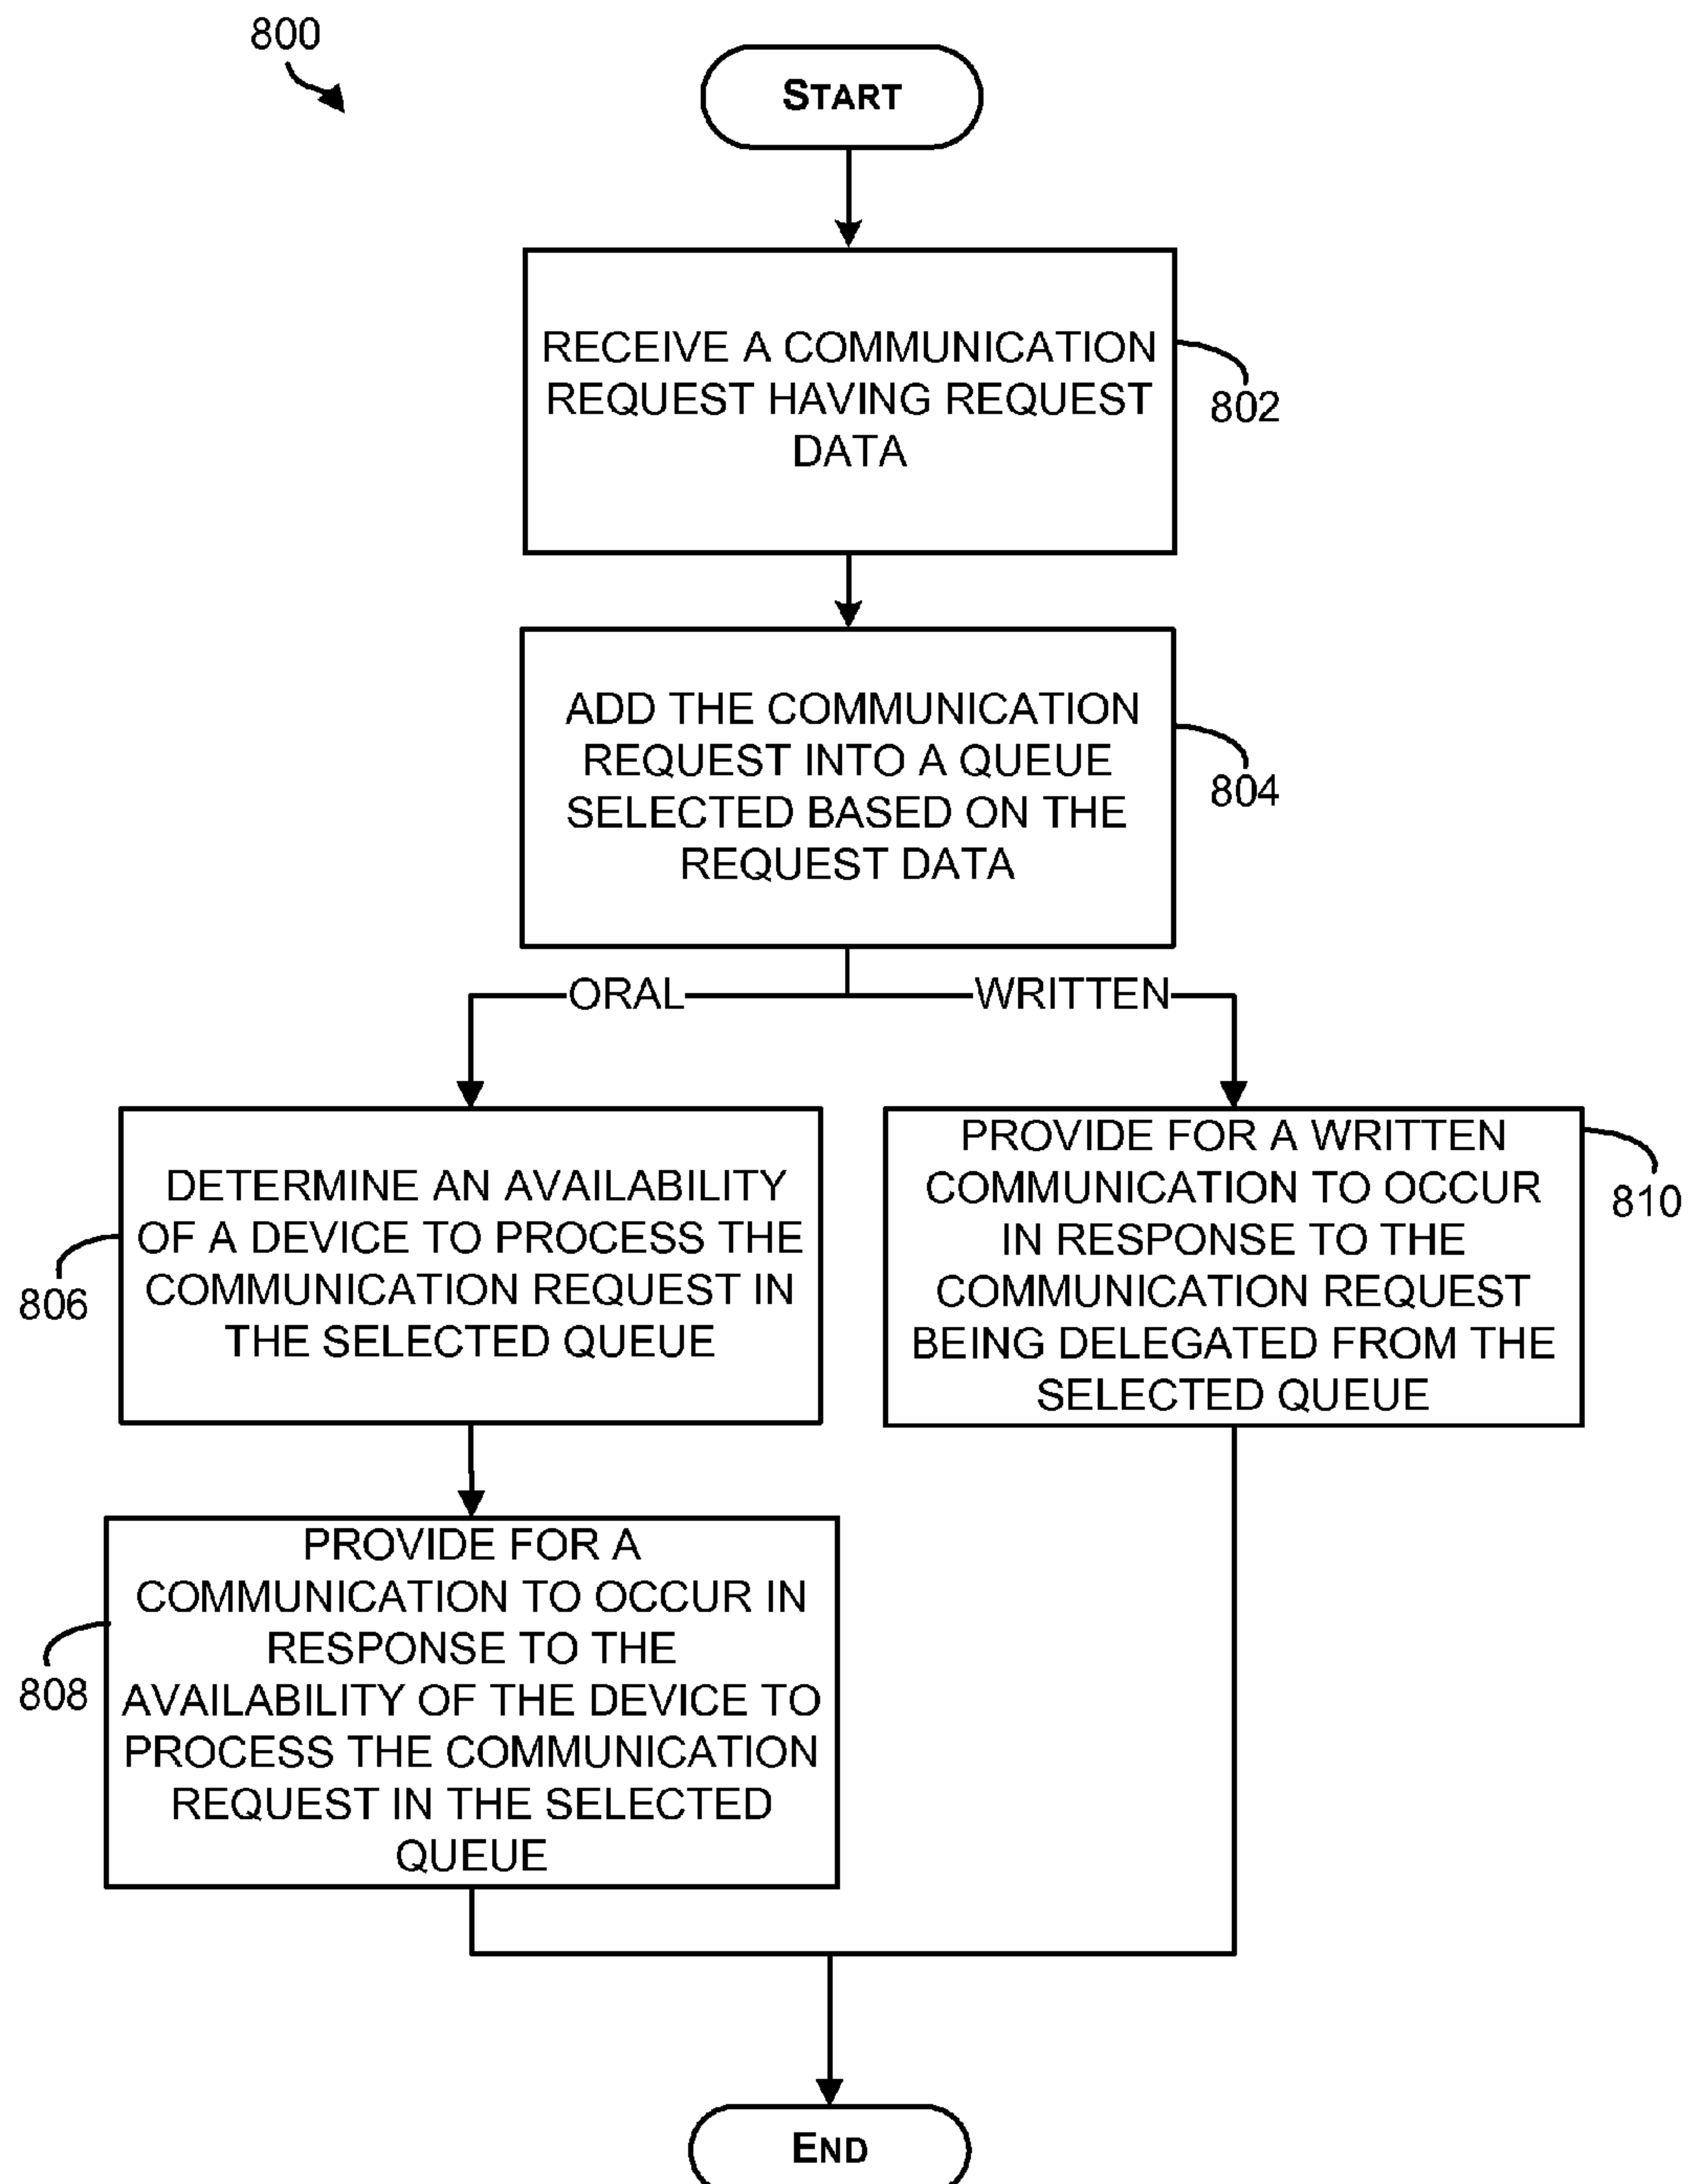 800
START
RECEIVE A COMMUNICATION
REQUEST HAVING REQUEST
DATA
802
ADD THE COMMUNICATION
REQUEST INTO A QUEUE
SELECTED BASED ON THE
REQUEST DATA
804
ORAL
WRITTEN
DETERMINE AN AVAILABILITY
OF A DEVICE TO PROCESS THE
COMMUNICATION REQUEST IN
THE SELECTED QUEUE
806
PROVIDE FOR A WRITTEN
COMMUNICATION TO OCCUR
IN RESPONSE TO THE
COMMUNICATION REQUEST
BEING DELEGATED FROM THE
SELECTED QUEUE
810
PROVIDE FOR A
COMMUNICATION TO OCCUR IN
RESPONSE TO THE
AVAILABILITY OF THE DEVICE TO
PROCESS THE COMMUNICATION
REQUEST IN THE SELECTED
QUEUE
808
END